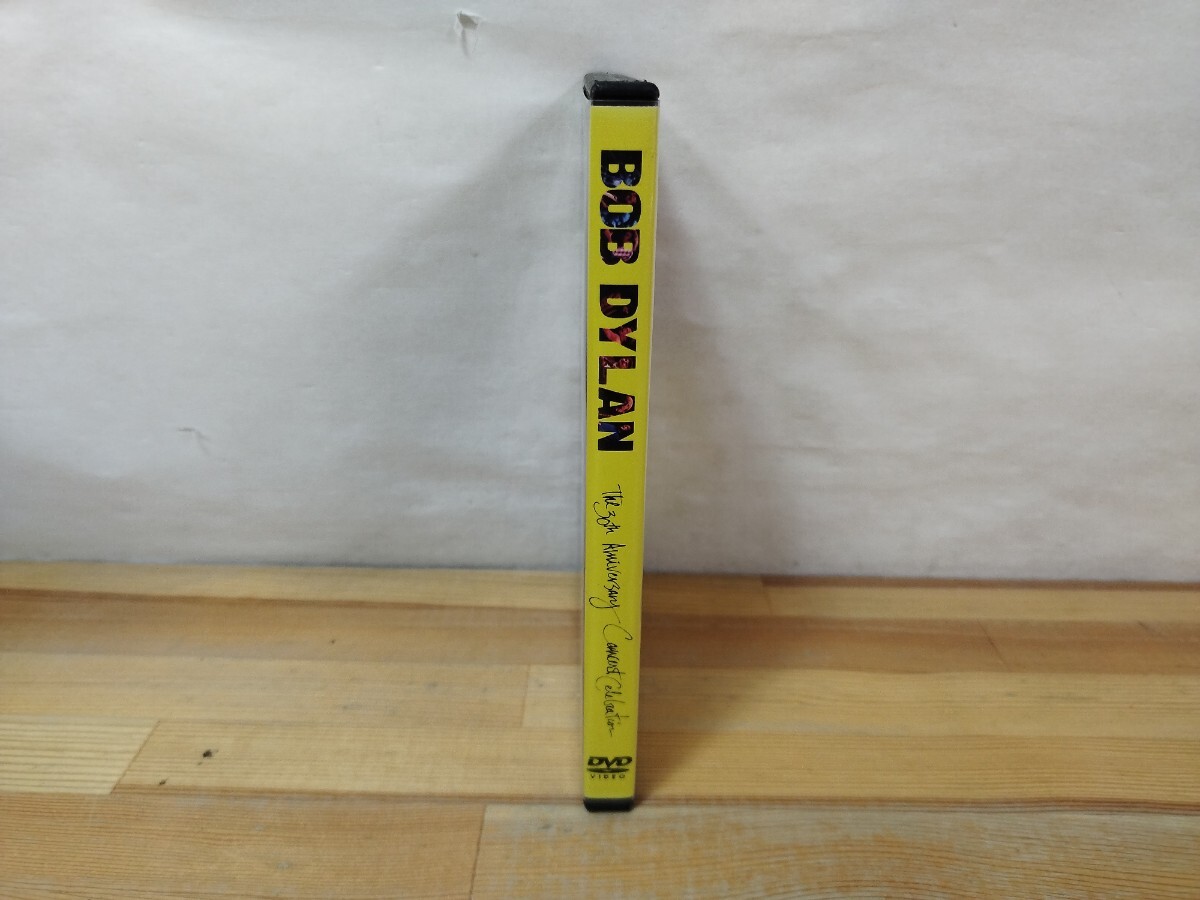 BOB DYLAN
The 30th Anniversary Concert Celebration
DVD
VIDEO